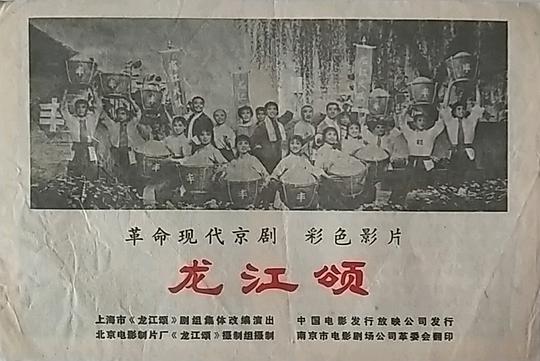 革命现代京剧 彩色影片
龙江颂
上海市《龙江颂》剧组集体改编演出 中国电影发行放映公司发行
北京电影制片厂《龙江颂》摄制组摄制 南京市电影剧场公司革委会翻印